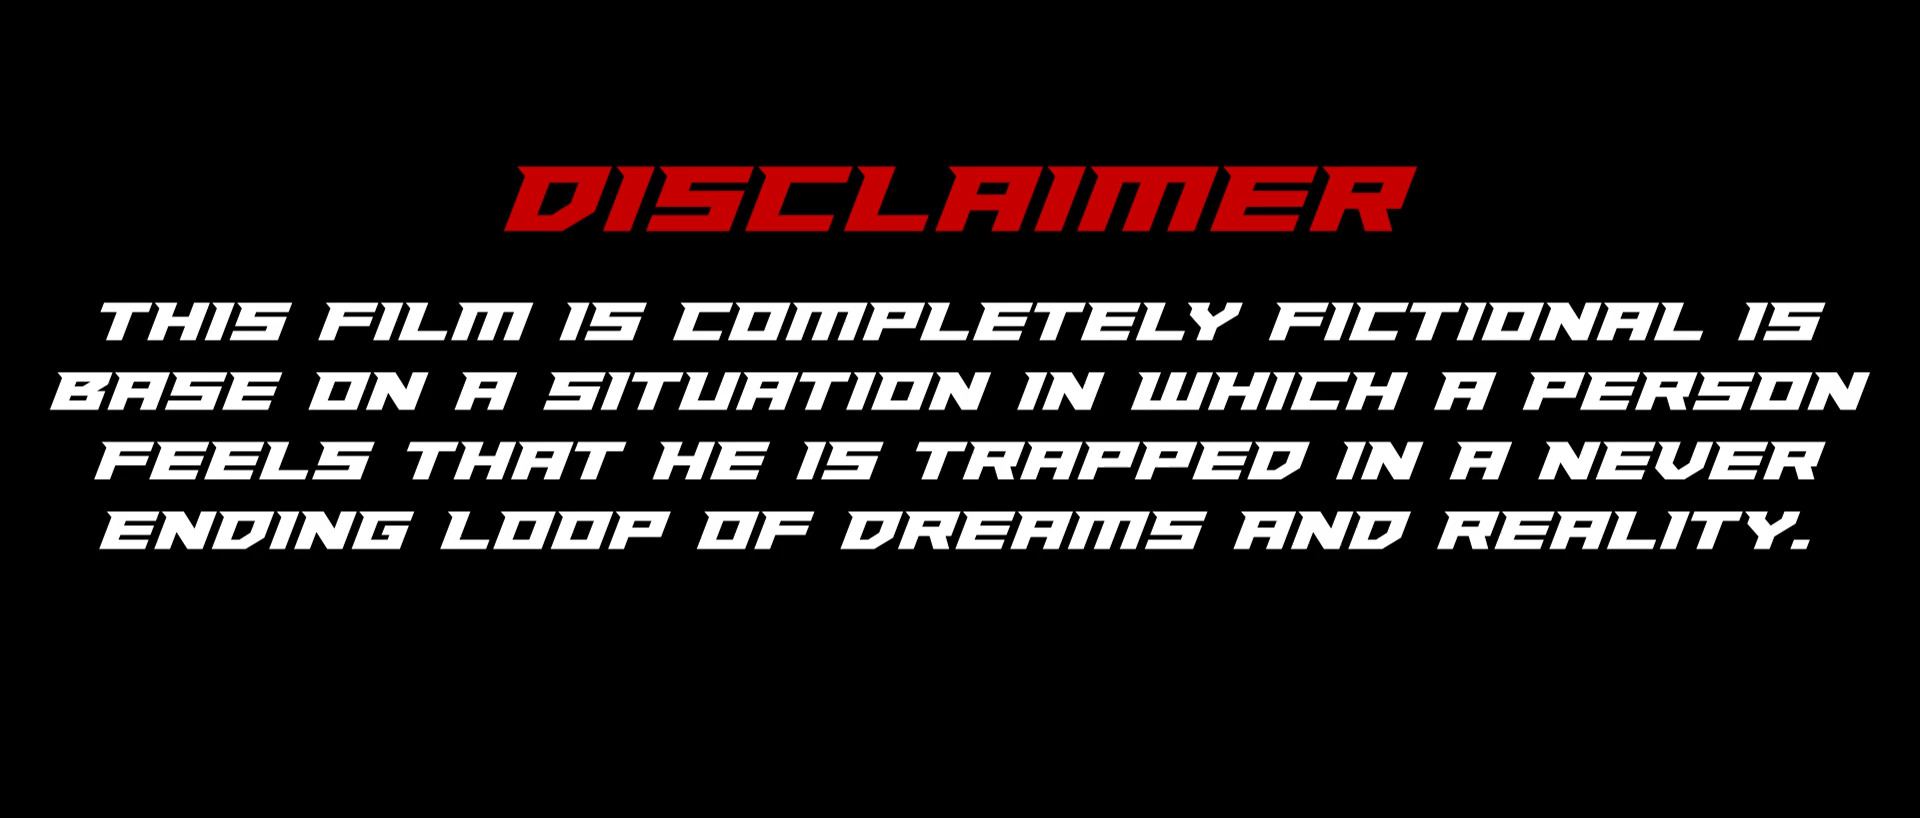 DISCLAIMER
THIS FILM IS COMPLETELY FICTIONAL IS
BASE ON A SITUATION IN WHICH A PERSON
FEELS THAT HE IS TRAPPED IN A NEVER
ENDING LOOP OF DREAMS AND REALITY.